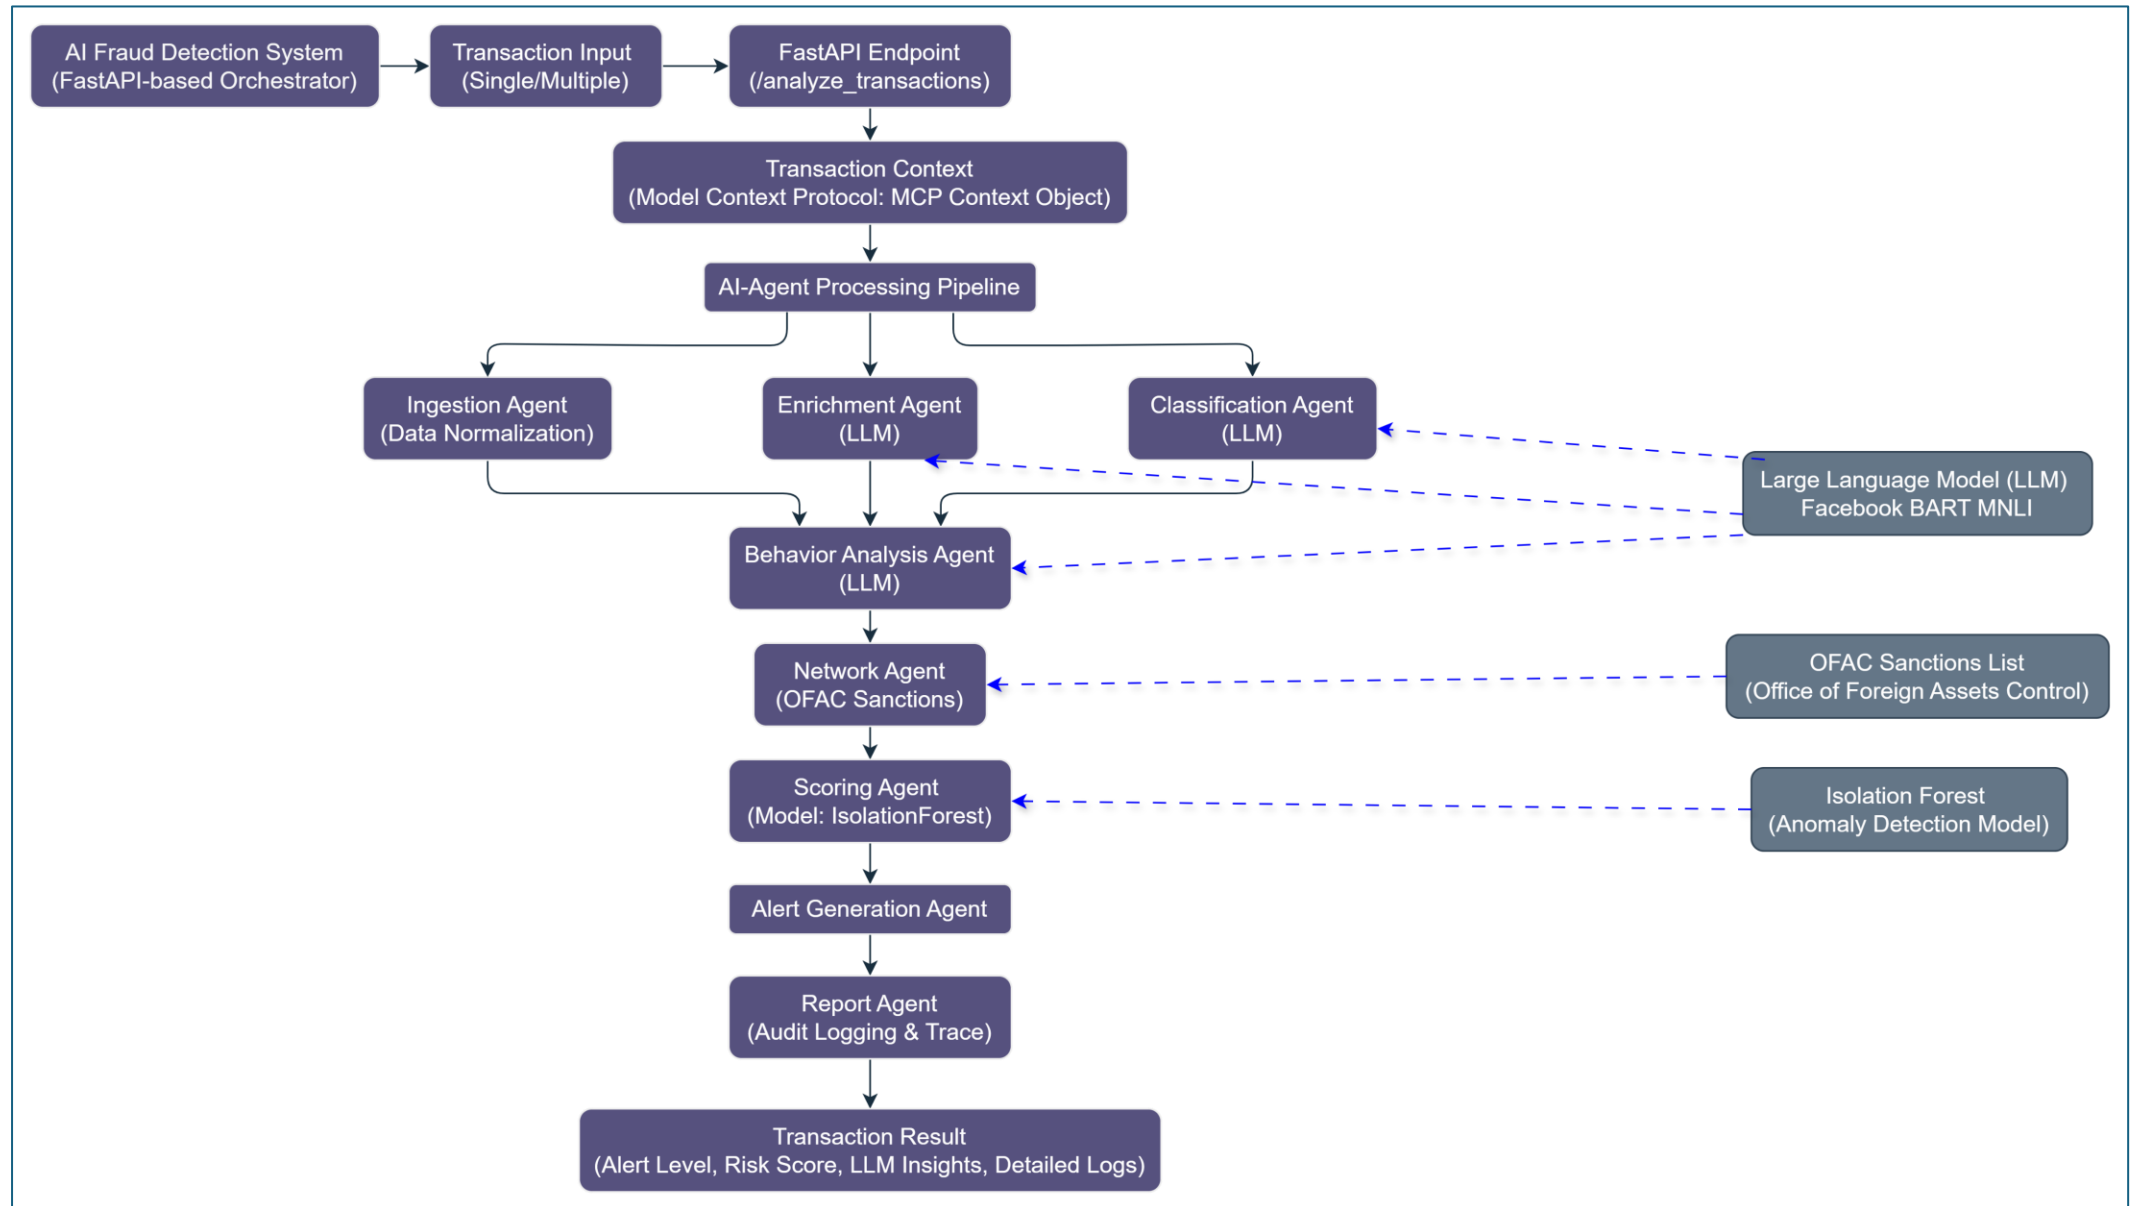 AI Fraud Detection System
(FastAPI-based Orchestrator)
Transaction Input
(Single/Multiple)
FastAPI Endpoint
(/analyze_transactions)
Transaction Context
(Model Context Protocol: MCP Context Object)
AI-Agent Processing Pipeline
Ingestion Agent
(Data Normalization)
Enrichment Agent
(LLM)
Classification Agent
(LLM)
Large Language Model (LLM)
Facebook BART MNLI
Behavior Analysis Agent
(LLM)
Network Agent
(OFAC Sanctions)
OFAC Sanctions List
(Office of Foreign Assets Control)
Scoring Agent
(Model: IsolationForest)
Isolation Forest
(Anomaly Detection Model)
Alert Generation Agent
Report Agent
(Audit Logging & Trace)
Transaction Result
(Alert Level, Risk Score, LLM Insights, Detailed Logs)